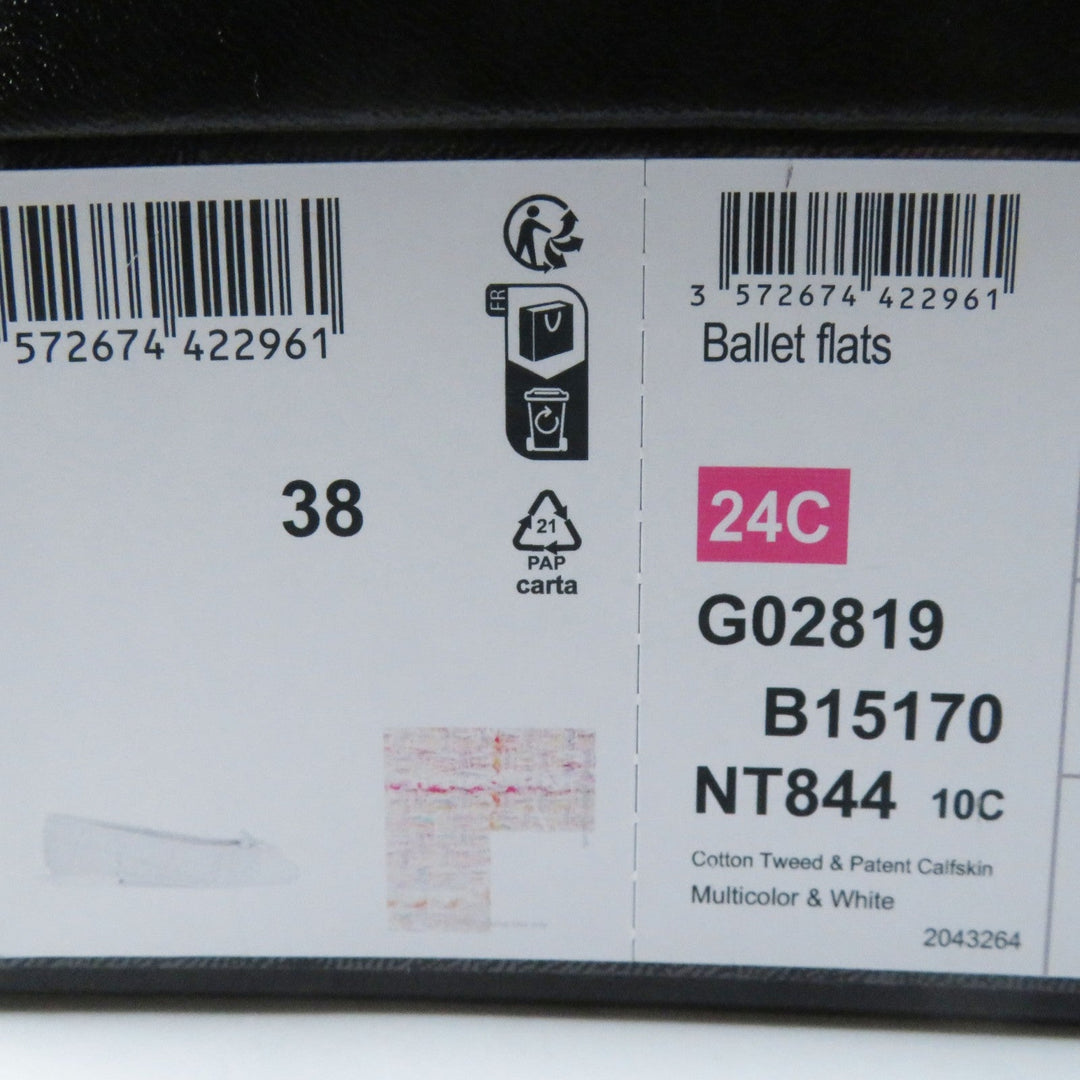 572674 422961
FR
38
21
PAP
carta
3 572674 422961
Ballet flats
24C
G02819
B15170
NT844 10C
Cotton Tweed & Patent Calfskin
Multicolor & White
2043264